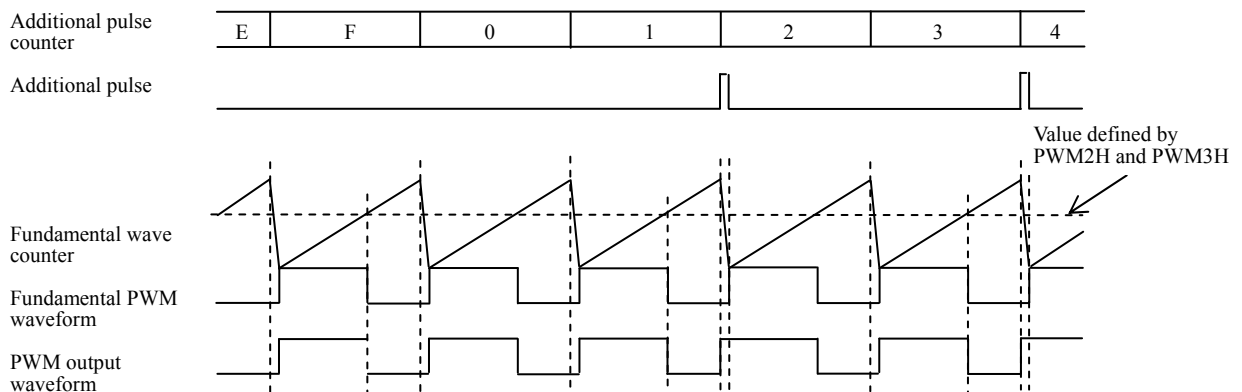 Additional pulse
counter
E F 0 1 2 3 4
Additional pulse
Value defined by
PWM2H and PWM3H
Fundamental wave
counter
Fundamental PWM
waveform
PWM output
waveform